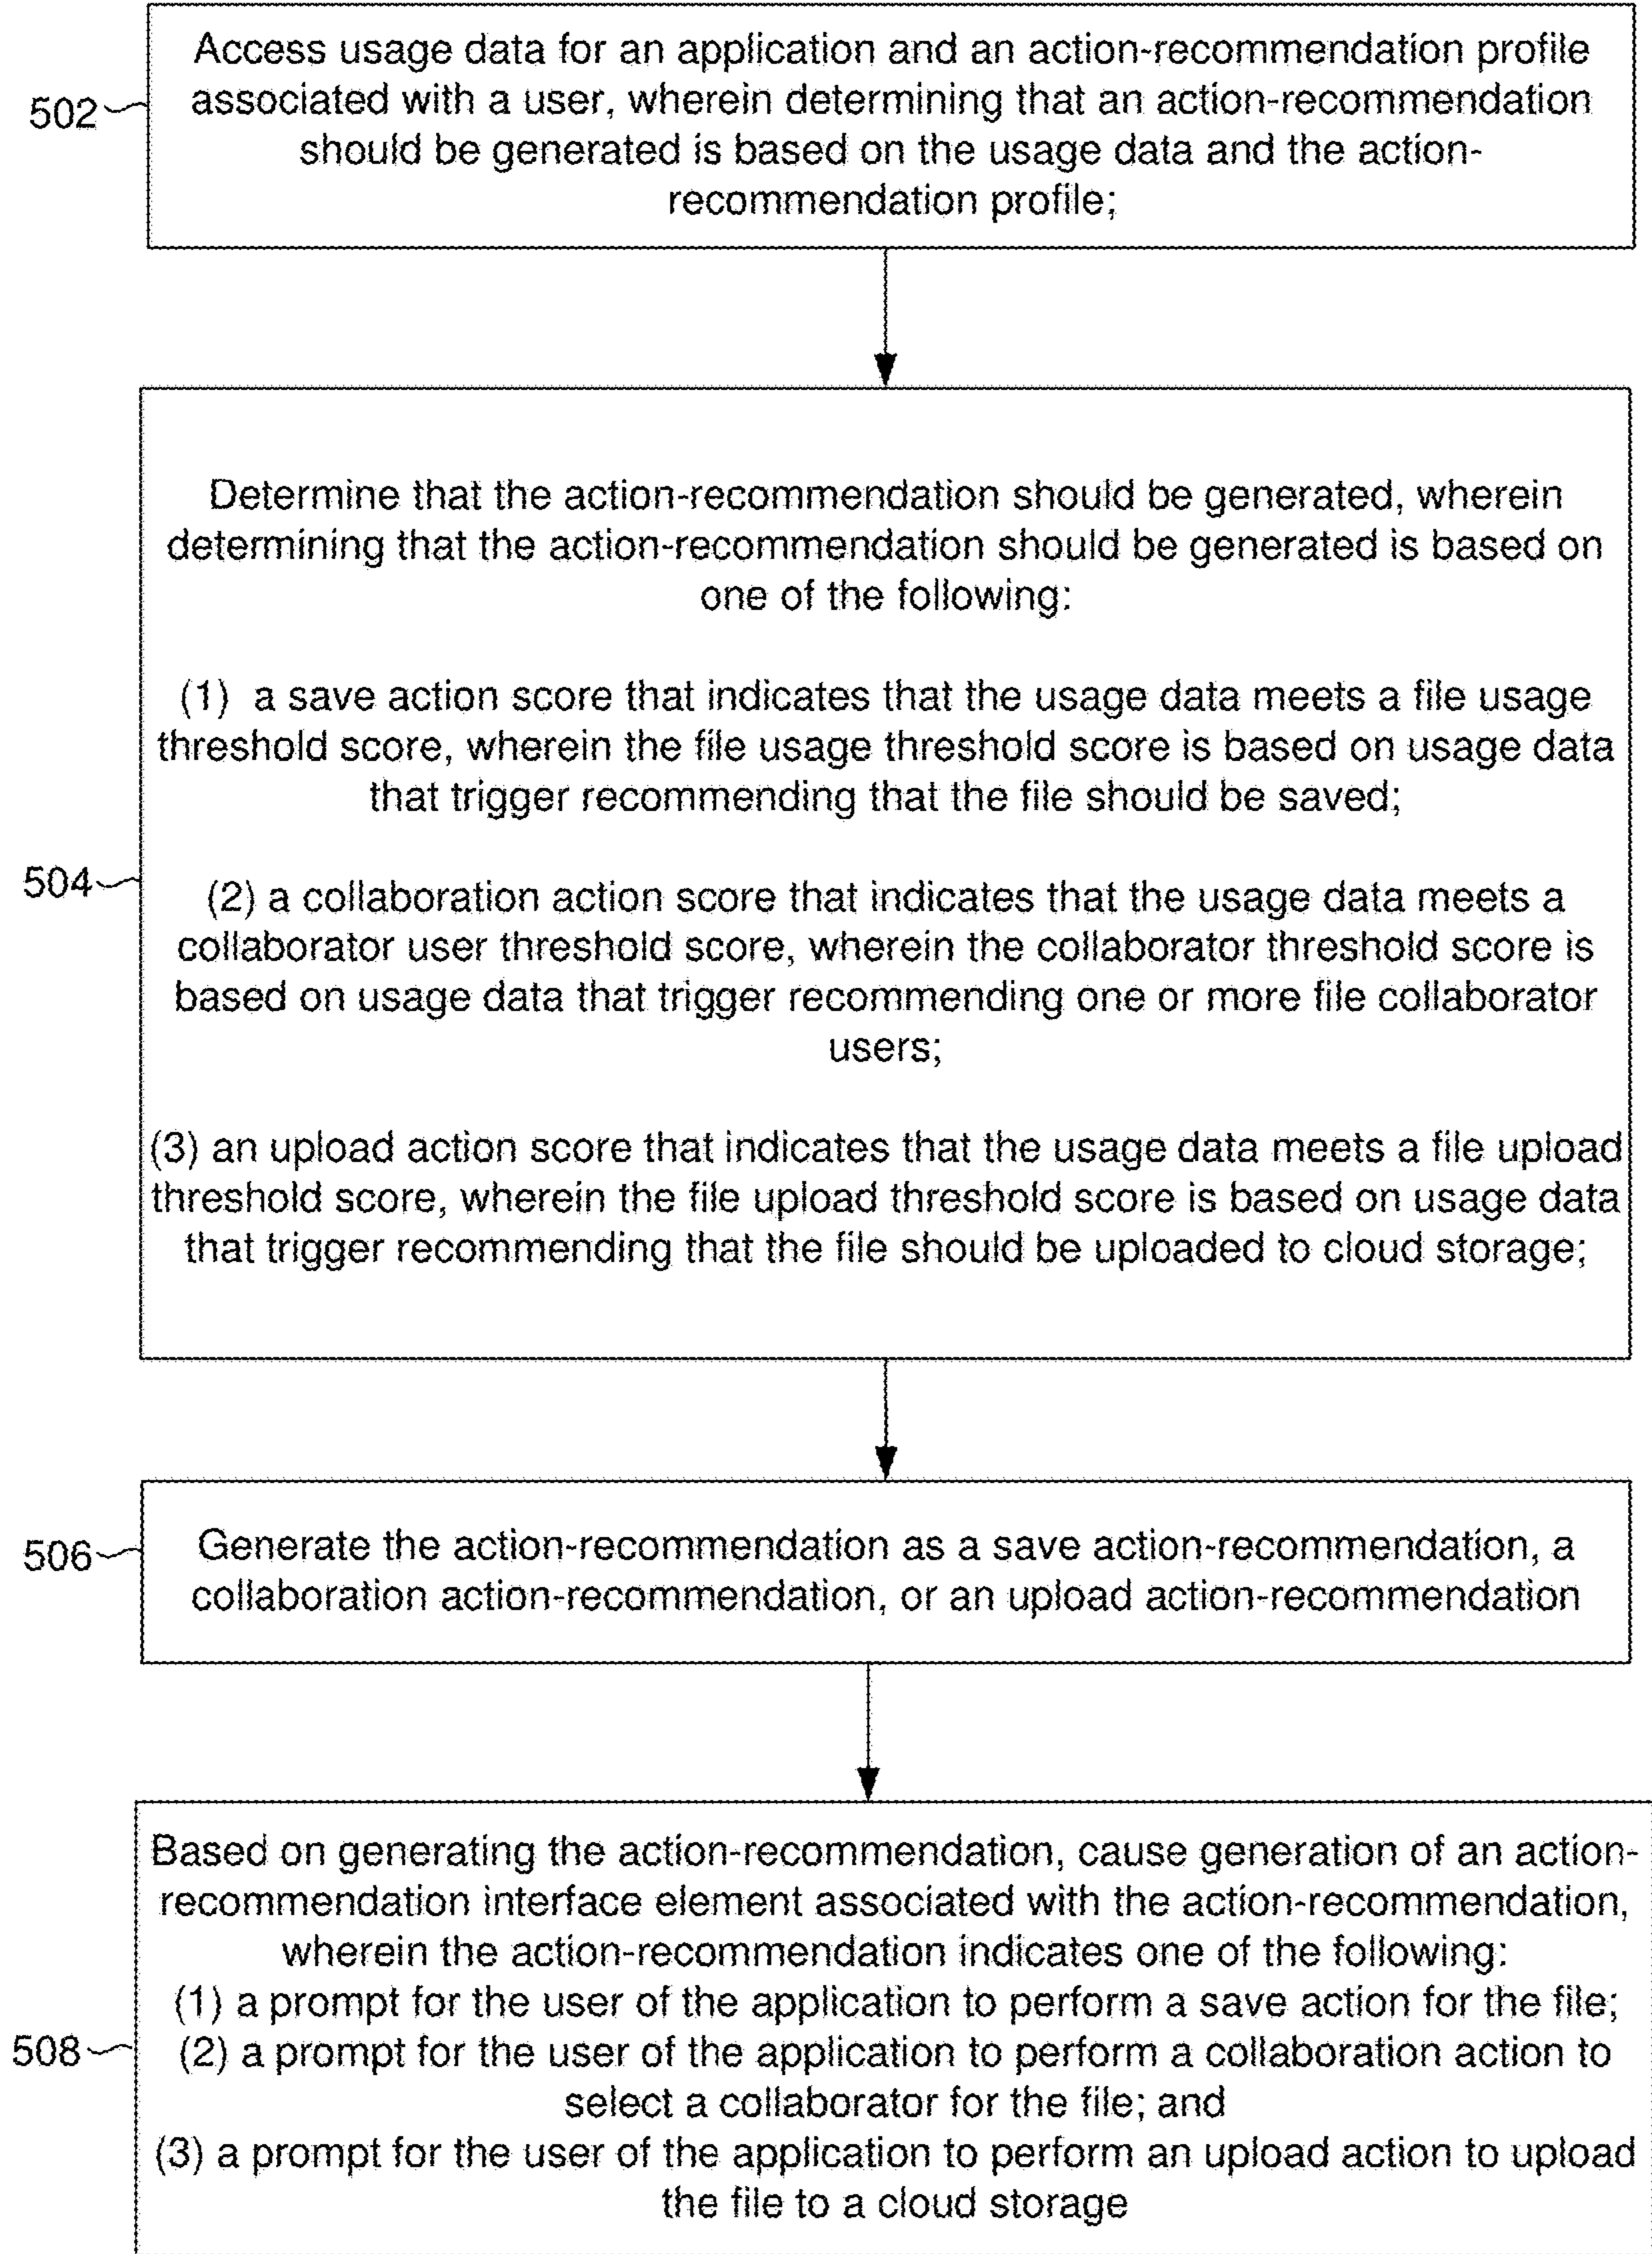 Access usage data for an application and an action-recommendation profile
associated with a user, wherein determining that an action-recommendation
should be generated is based on the usage data and the action-
recommendation profile;
502
Determine that the action-recommendation should be generated, wherein
determining that the action-recommendation should be generated is based on
one of the following:
(1) a save action score that indicates that the usage data meets a file usage
threshold score, wherein the file usage threshold score is based on usage data
that trigger recommending that the file should be saved;
504
(2) a collaboration action score that indicates that the usage data meets a
collaborator user threshold score, wherein the collaborator threshold score is
based on usage data that trigger recommending one or more file collaborator
users;
(3) an upload action score that indicates that the usage data meets a file upload
threshold score, wherein the file upload threshold score is based on usage data
that trigger recommending that the file should be uploaded to cloud storage;
506
Generate the action-recommendation as a save action-recommendation, a
collaboration action-recommendation, or an upload action-recommendation
Based on generating the action-recommendation, cause generation of an action-
recommendation interface element associated with the action-recommendation,
wherein the action-recommendation indicates one of the following:
(1) a prompt for the user of the application to perform a save action for the file;
508
(2) a prompt for the user of the application to perform a collaboration action to
select a collaborator for the file; and
(3) a prompt for the user of the application to perform an upload action to upload
the file to a cloud storage